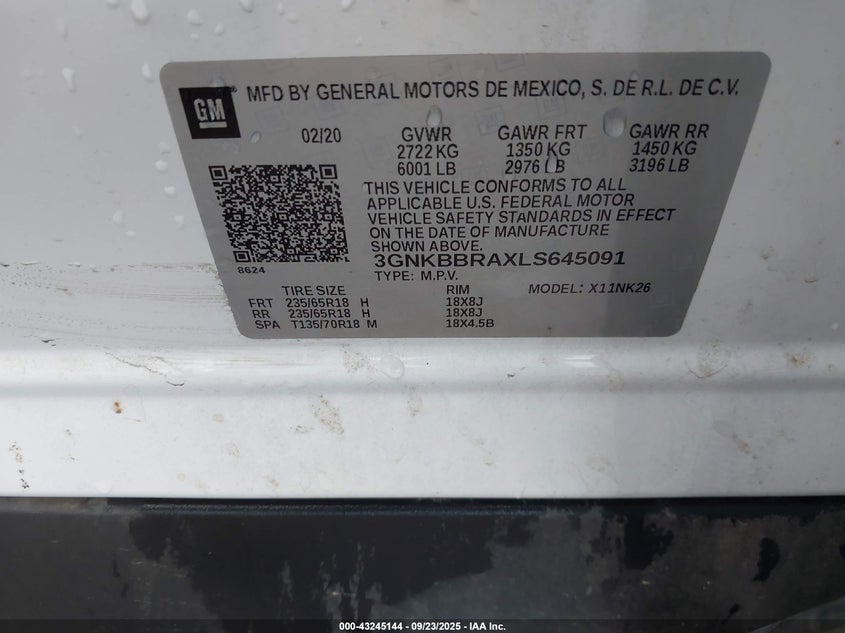 GM
MFD BY GENERAL MOTORS DE MEXICO, S. DE R.L. DE C.V.
02/20 GVWR GAWR FRT GAWR RR
2722 KG 1350 KG 1450 KG
6001 LB 2976 LB 3196 LB
THIS VEHICLE CONFORMS TO ALL
APPLICABLE U.S. FEDERAL MOTOR
VEHICLE SAFETY STANDARDS IN EFFECT
ON THE DATE OF MANUFACTURE
SHOWN ABOVE.
8624 3GNKBBRAXLS645091
TYPE: M.P.V.
TIRE SIZE RIM MODEL: X11NK26
FRT 235/65R18 H 18X8J
RR 235/65R18 H 18X8J
SPA T135/70R18 M 18X4.5B
000-43245144 - 09/23/2025 - IAA Inc.